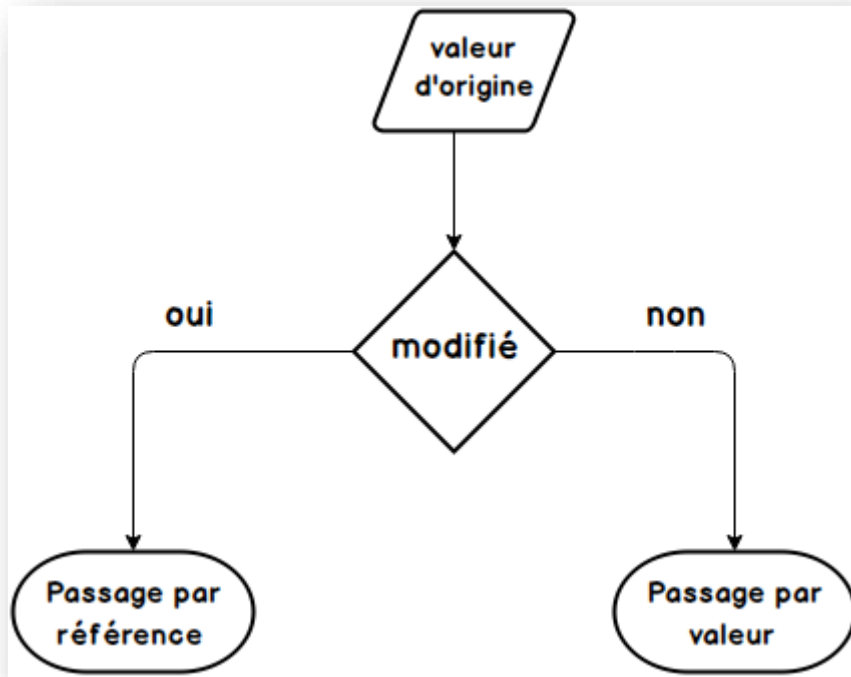 valeur
d'origine
oui
non
modifié
Passage par
référence
Passage par
valeur